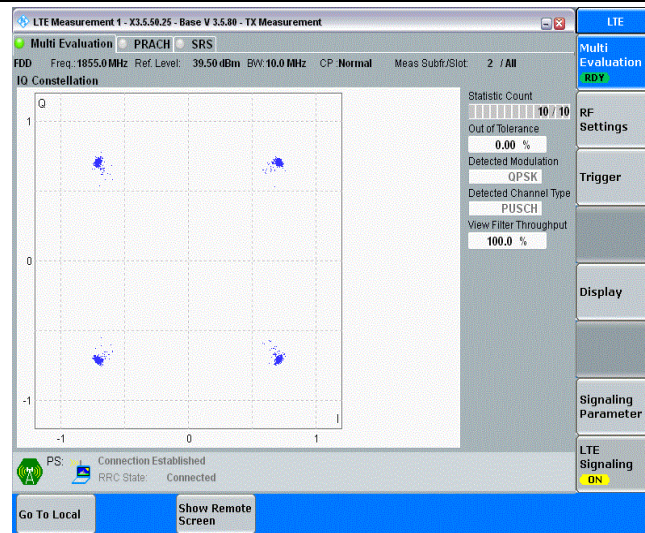 LTE Measurement 1 - X3.5.50.25 - Base V 3.5.80 - TX Measurement
LTE
Multi Evaluation PRACH SRS
Multi
Evaluation
RDY
FDD Freq.: 1855.0 MHz Ref. Level: 39.50 dBm BW: 10.0 MHz CP : Normal Meas Subfr/Slot: 2 / All
IQ Constellation
Q
1
0
-1
I
-1 0 1
Statistic Count
10 / 10
Out of Tolerance
0.00 %
Detected Modulation
QPSK
Detected Channel Type
PUSCH
View Filter Throughput
100.0 %
RF
Settings
Trigger
Display
Signaling
Parameter
LTE
Signaling
ON
PS: Connection Established
RRC State: Connected
Go To Local
Show Remote
Screen